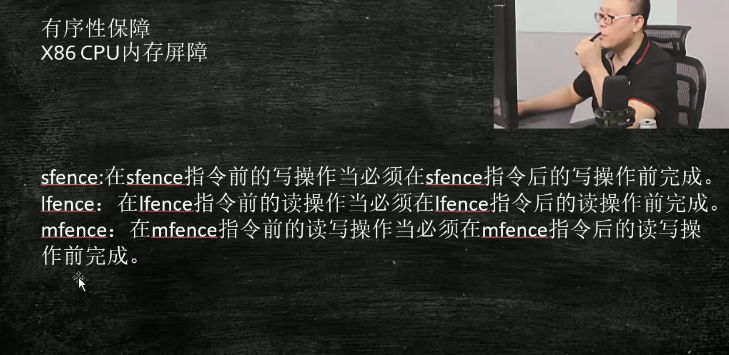 有序性保障
X86 CPU内存屏障
sfence:在sfence指令前的写操作当必须在sfence指令后的写操作前完成。
lfence：在lfence指令前的读操作当必须在lfence指令后的读操作前完成。
mfence：在mfence指令前的读写操作当必须在mfence指令后的读写操
作前完成。